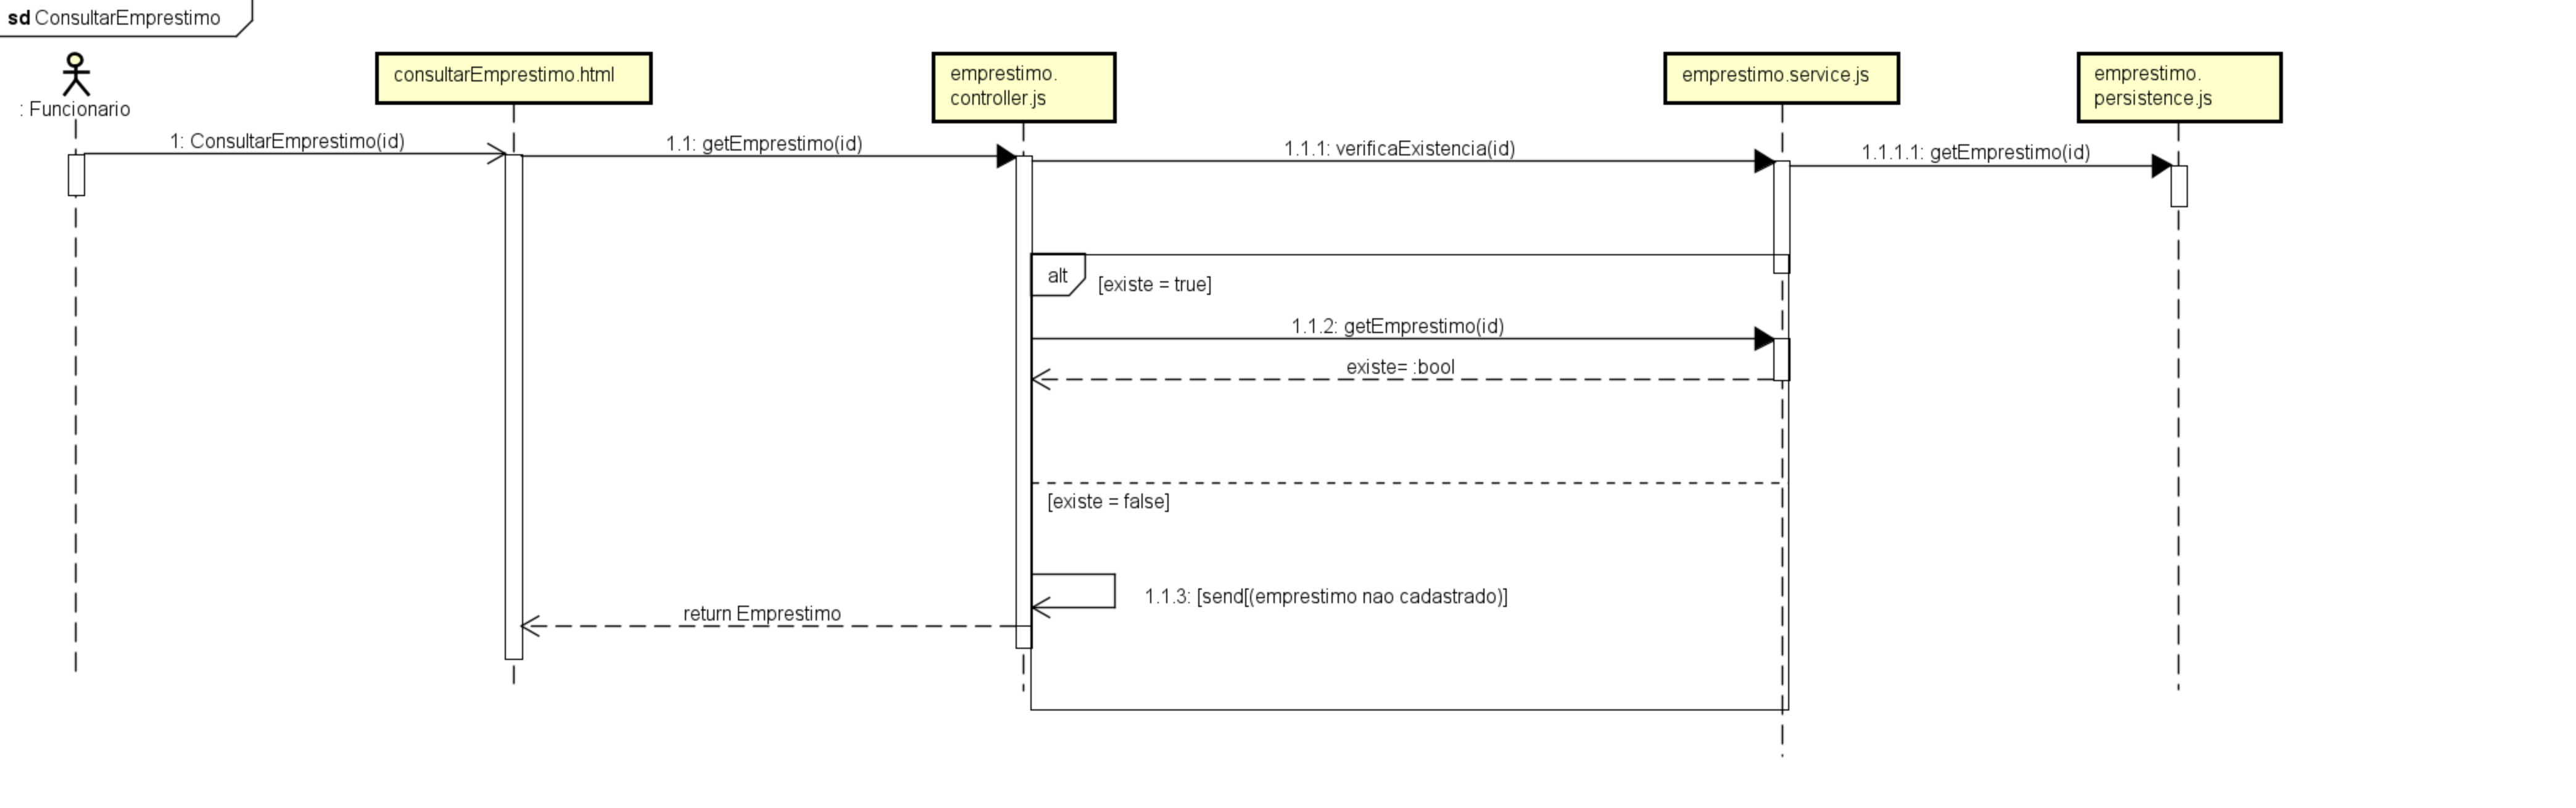 sd ConsultarEmprestimo
: Funcionario
consultarEmprestimo.html
emprestimo.
controller.js
emprestimo.service.js
emprestimo.
persistence.js
1: ConsultarEmprestimo(id)
1.1: getEmprestimo(id)
1.1.1: verificaExistencia(id)
1.1.1.1: getEmprestimo(id)
alt
[existe = true]
1.1.2: getEmprestimo(id)
existe= :bool
[existe = false]
1.1.3: [send[(emprestimo nao cadastrado)]
return Emprestimo